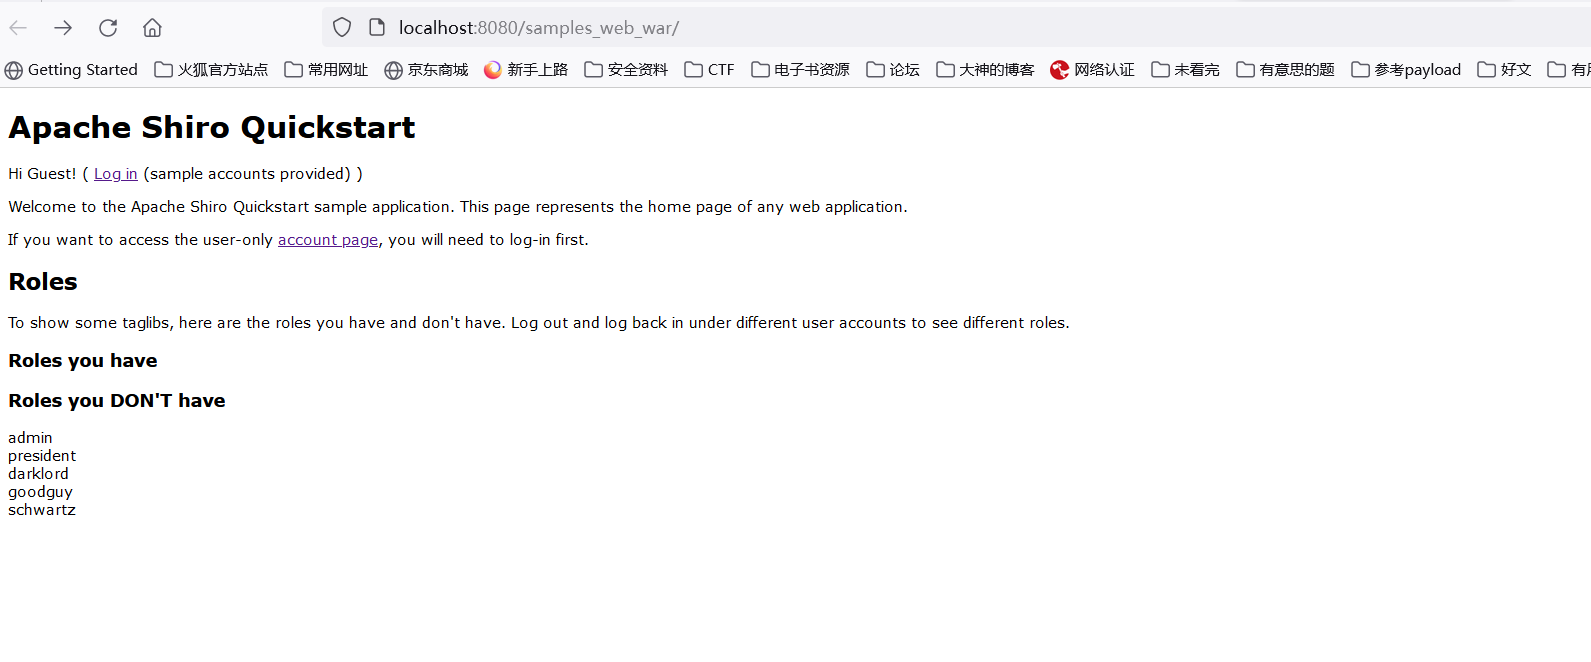 localhost:8080/samples_web_war/
Getting Started 火狐官方站点 常用网址 京东商城 新手上路 安全资料 CTF 电子书资源 论坛 大神的博客 网络认证 未看完 有意思的题 参考payload 好文
Apache Shiro Quickstart
Hi Guest! ( Log in (sample accounts provided) )
Welcome to the Apache Shiro Quickstart sample application. This page represents the home page of any web application.
If you want to access the user-only account page, you will need to log-in first.
Roles
To show some taglibs, here are the roles you have and don't have. Log out and log back in under different user accounts to see different roles.
Roles you have
Roles you DON'T have
admin
president
darklord
goodguy
schwartz